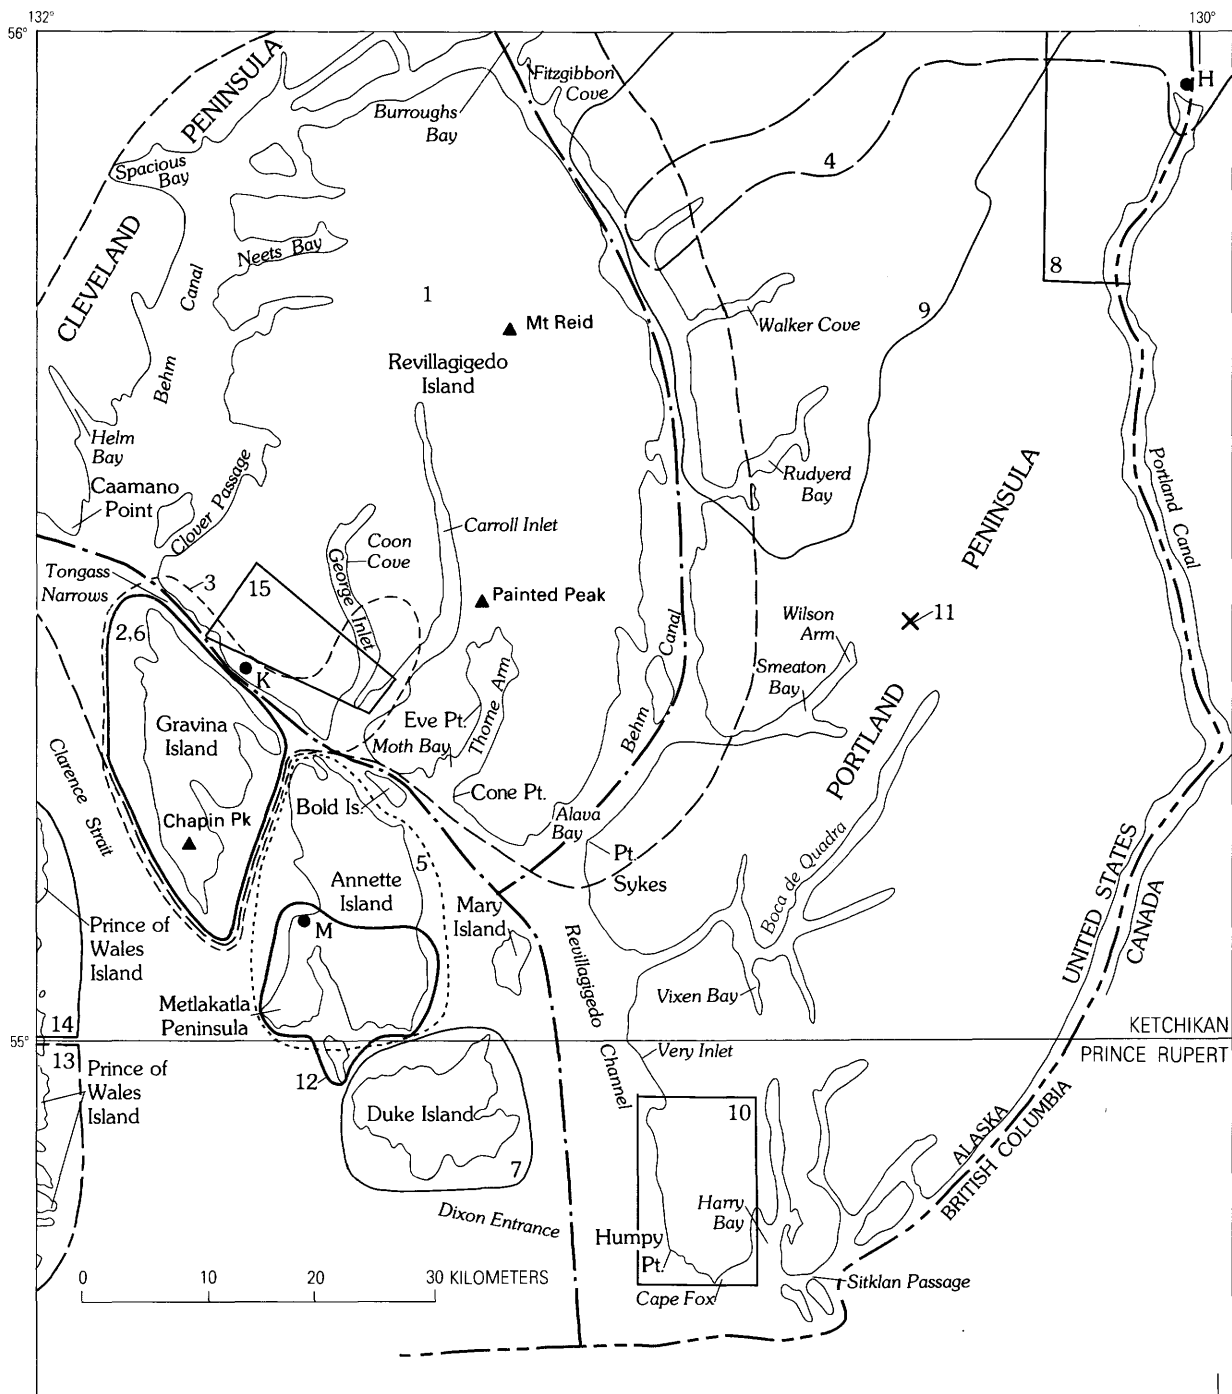 132°
130°
56°
PENINSULA
Fitzgibbon
Cove
H
Burroughs
Bay
Spacious
Bay
4
CLEVELAND
Neets Bay
8
Canal
1
9
Mt Reid
Walker Cove
Revillagigedo
Island
Behm
Helm
Bay
Rudyerd
Bay
PENINSULA
Portland Canal
Caamano
Point
Clover Passage
Carroll Inlet
Coon
Cove
George Inlet
Tongass
Narrows
3
15
Painted Peak
Wilson
Arm
11
2,6
Canal
Smeaton
Bay
K
Gravina
Island
Eve Pt.
Thorne Arm
Behm
PORTLAND
Moth Bay
Clarence Strait
Bold Is.
Cone Pt.
Alava
Bay
Chapin Pk
Pt.
Sykes
Boca de Quadra
UNITED STATES
CANADA
5
Annette
Island
Mary
Island
M
Prince of
Wales
Island
Revillagigedo
Channel
Metlakatla
Peninsula
Vixen Bay
14
55°
KETCHIKAN
PRINCE RUPERT
13
Very Inlet
Prince of
Wales
Island
12
Duke Island
10
ALASKA
BRITISH COLUMBIA
7
Dixon Entrance
Harry
Bay
Humpy
Pt.
Sitklan Passage
Cape Fox
0 10 20 30 KILOMETERS